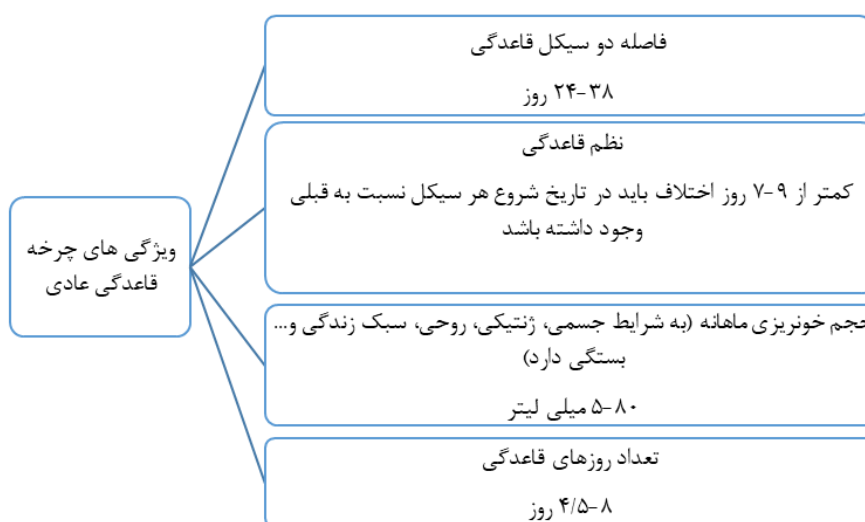 ویژگی های چرخه
قاعدگی عادی
فاصله دو سیکل قاعدگی
۲۴-۳۸ روز
نظم قاعدگی
کمتر از ۹-۷ روز اختلاف باید در تاریخ شروع هر سیکل نسبت به قبلی
وجود داشته باشد
حجم خونریزی ماهانه (به شرایط جسمی، ژنتیکی، روحی، سبک زندگی و...
بستگی دارد)
۵-۸۰ میلی لیتر
تعداد روزهای قاعدگی
۴/۵-۸ روز